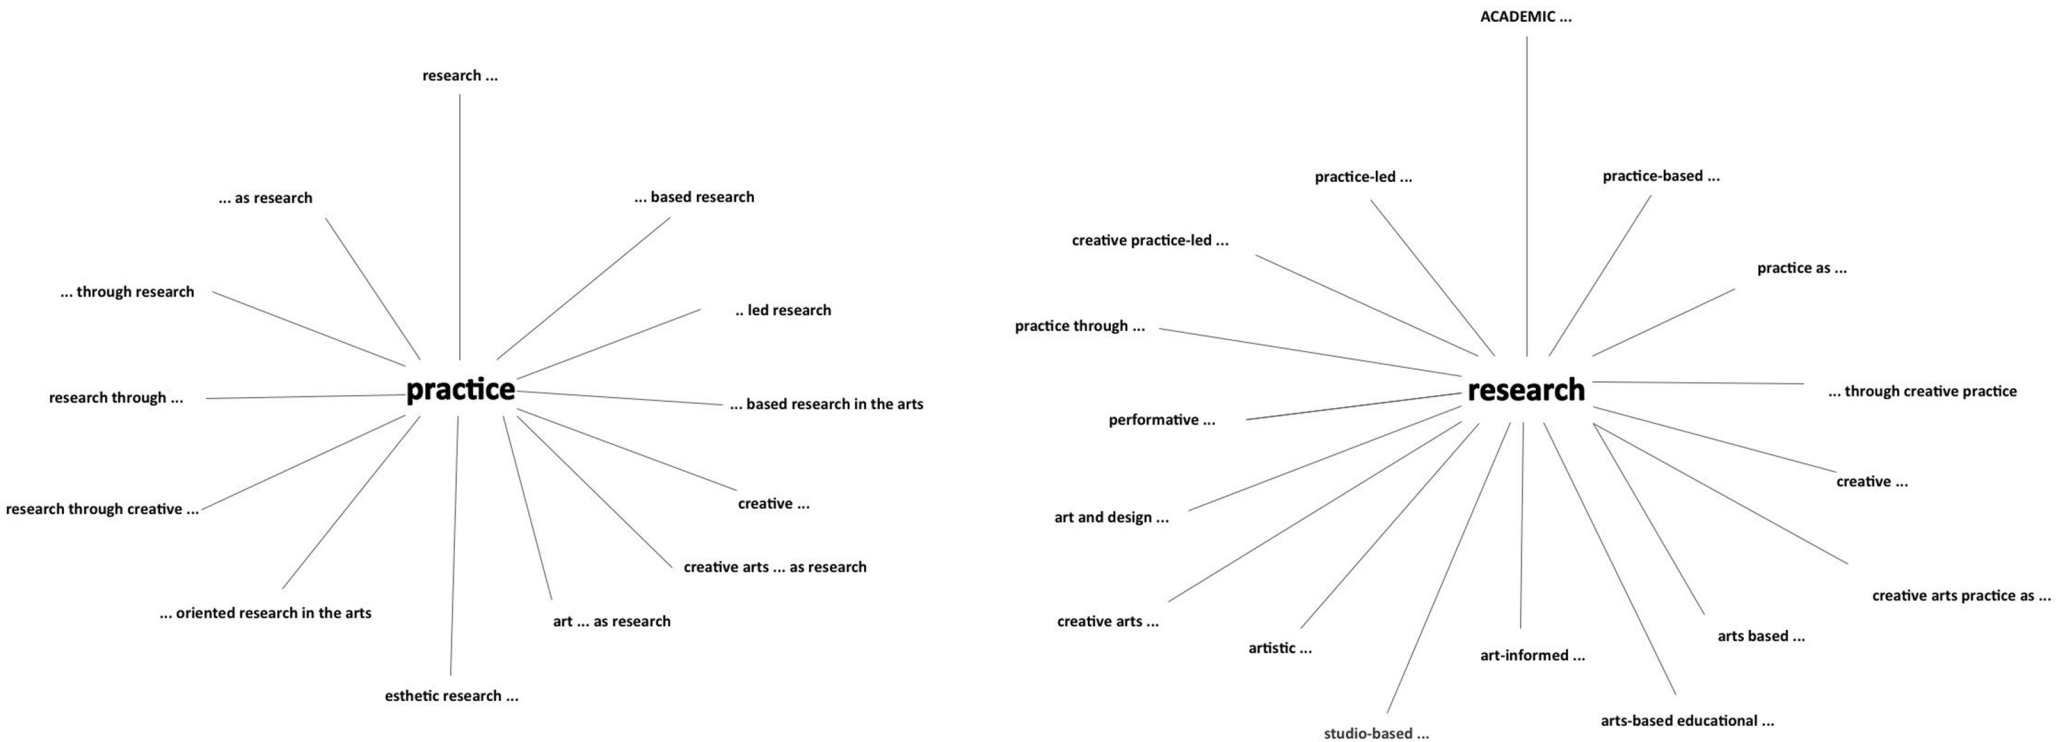 research ...
... as research
... based research
... through research
.. led research
practice
research through ...
... based research in the arts
research through creative ...
creative ...
creative arts ... as research
... oriented research in the arts
art ... as research
esthetic research ...
ACADEMIC ...
practice-led ...
practice-based ...
creative practice-led ...
practice as ...
practice through ...
research
... through creative practice
performative ...
creative ...
art and design ...
creative arts practice as ...
creative arts ...
arts based ...
artistic ...
art-informed ...
arts-based educational ...
studio-based ...